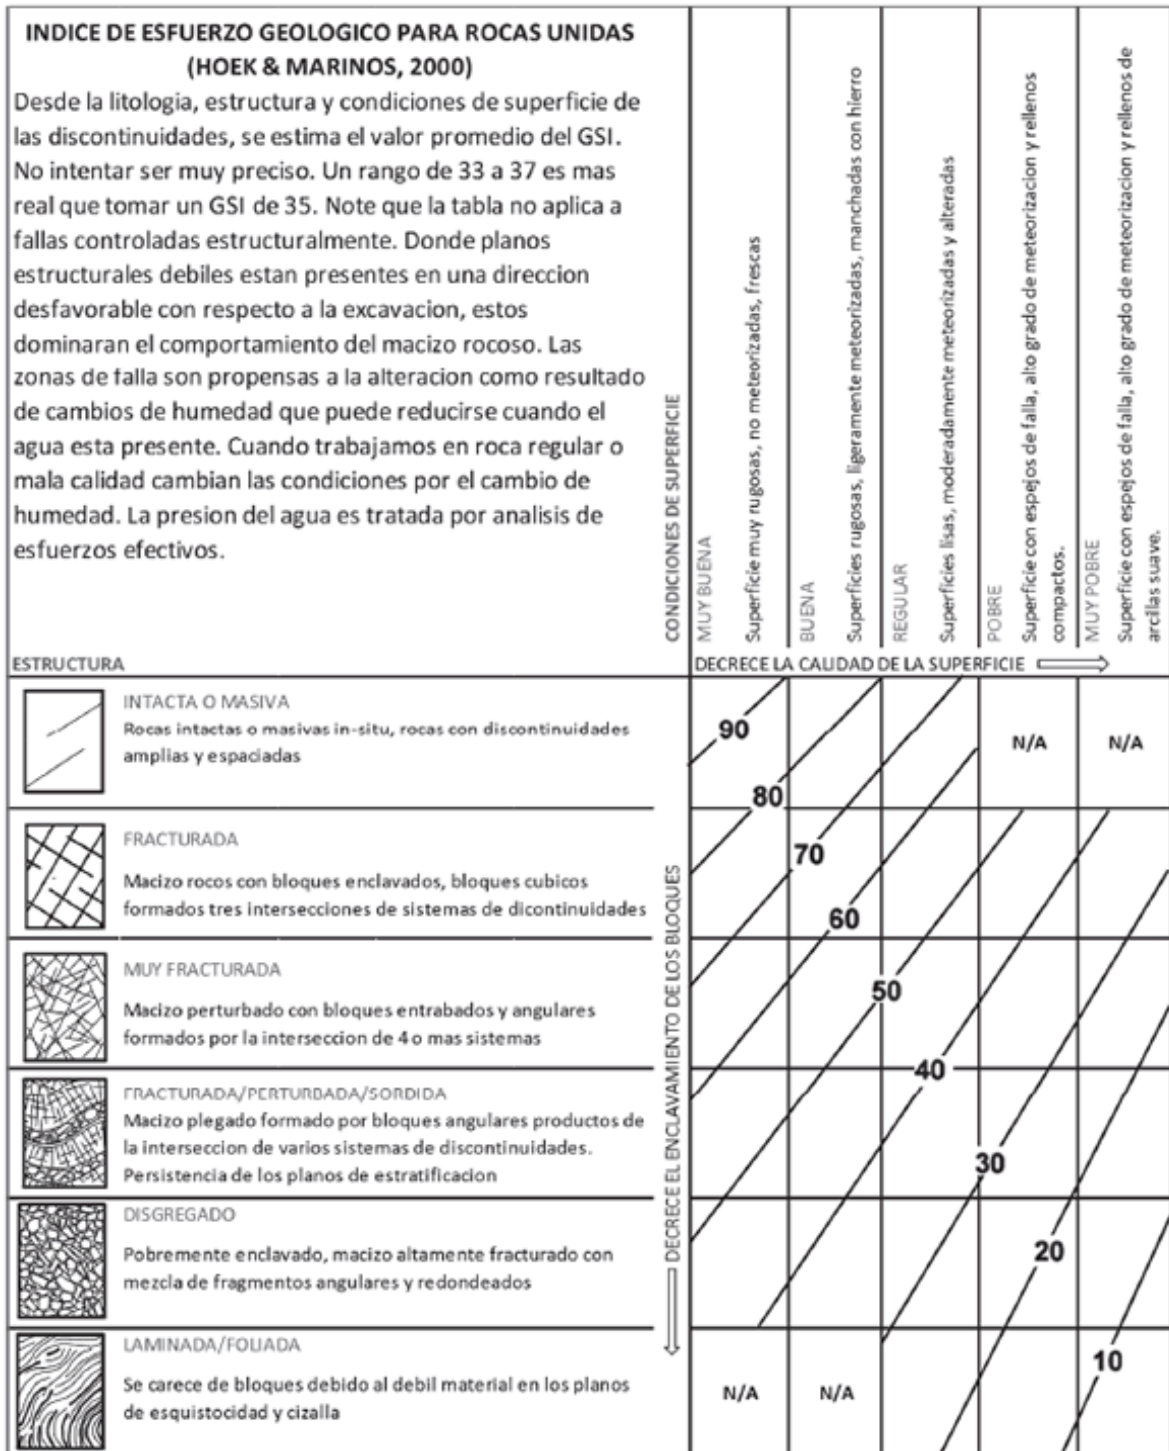 INDICE DE ESFUERZO GEOLOGICO PARA ROCAS UNIDAS
(HOEK & MARINOS, 2000)
Desde la litologia, estructura y condiciones de superficie de
las discontinuidades, se estima el valor promedio del GSI.
No intentar ser muy preciso. Un rango de 33 a 37 es mas
real que tomar un GSI de 35. Note que la tabla no aplica a
fallas controladas estructuralmente. Donde planos
estructurales debiles estan presentes en una direccion
desfavorable con respecto a la excavacion, estos
dominaran el comportamiento del macizo rocoso. Las
zonas de falla son propensas a la alteracion como resultado
de cambios de humedad que puede reducirse cuando el
agua esta presente. Cuando trabajamos en roca regular o
mala calidad cambian las condiciones por el cambio de
humedad. La presion del agua es tratada por analisis de
esfuerzos efectivos.
CONDICIONES DE SUPERFICIE
MUY BUENA
Superficie muy rugosas, no meteorizadas, frescas
BUENA
Superficies rugosas, ligeramente meteorizadas, manchadas con hierro
REGULAR
Superficies lisas, moderadamente meteorizadas y alteradas
POBRE
Superficie con espejos de falla, alto grado de meteorizacion y rellenos
compactos.
MUY POBRE
Superficie con espejos de falla, alto grado de meteorizacion y rellenos de
arcillas suave.
ESTRUCTURA
DECRECE LA CALIDAD DE LA SUPERFICIE
INTACTA O MASIVA
Rocas intactas o masivas in-situ, rocas con discontinuidades
amplias y espaciadas
90
N/A
N/A
80
FRACTURADA
Macizo rocos con bloques enclavados, bloques cubicos
formados tres intersecciones de sistemas de dicontinuidades
70
60
DECRECE EL ENCLAVAMIENTO DE LOS BLOQUES
MUY FRACTURADA
Macizo perturbado con bloques entrabados y angulares
formados por la interseccion de 4 o mas sistemas
50
40
FRACTURADA/PERTURBADA/SORDIDA
Macizo plegado formado por bloques angulares productos de
la interseccion de varios sistemas de discontinuidades.
Persistencia de los planos de estratificacion
30
DISGREGADO
Pobremente enclavado, macizo altamente fracturado con
mezcla de fragmentos angulares y redondeados
20
LAMINADA/FOLIADA
Se carece de bloques debido al debil material en los planos
de esquistocidad y cizalla
N/A
N/A
10